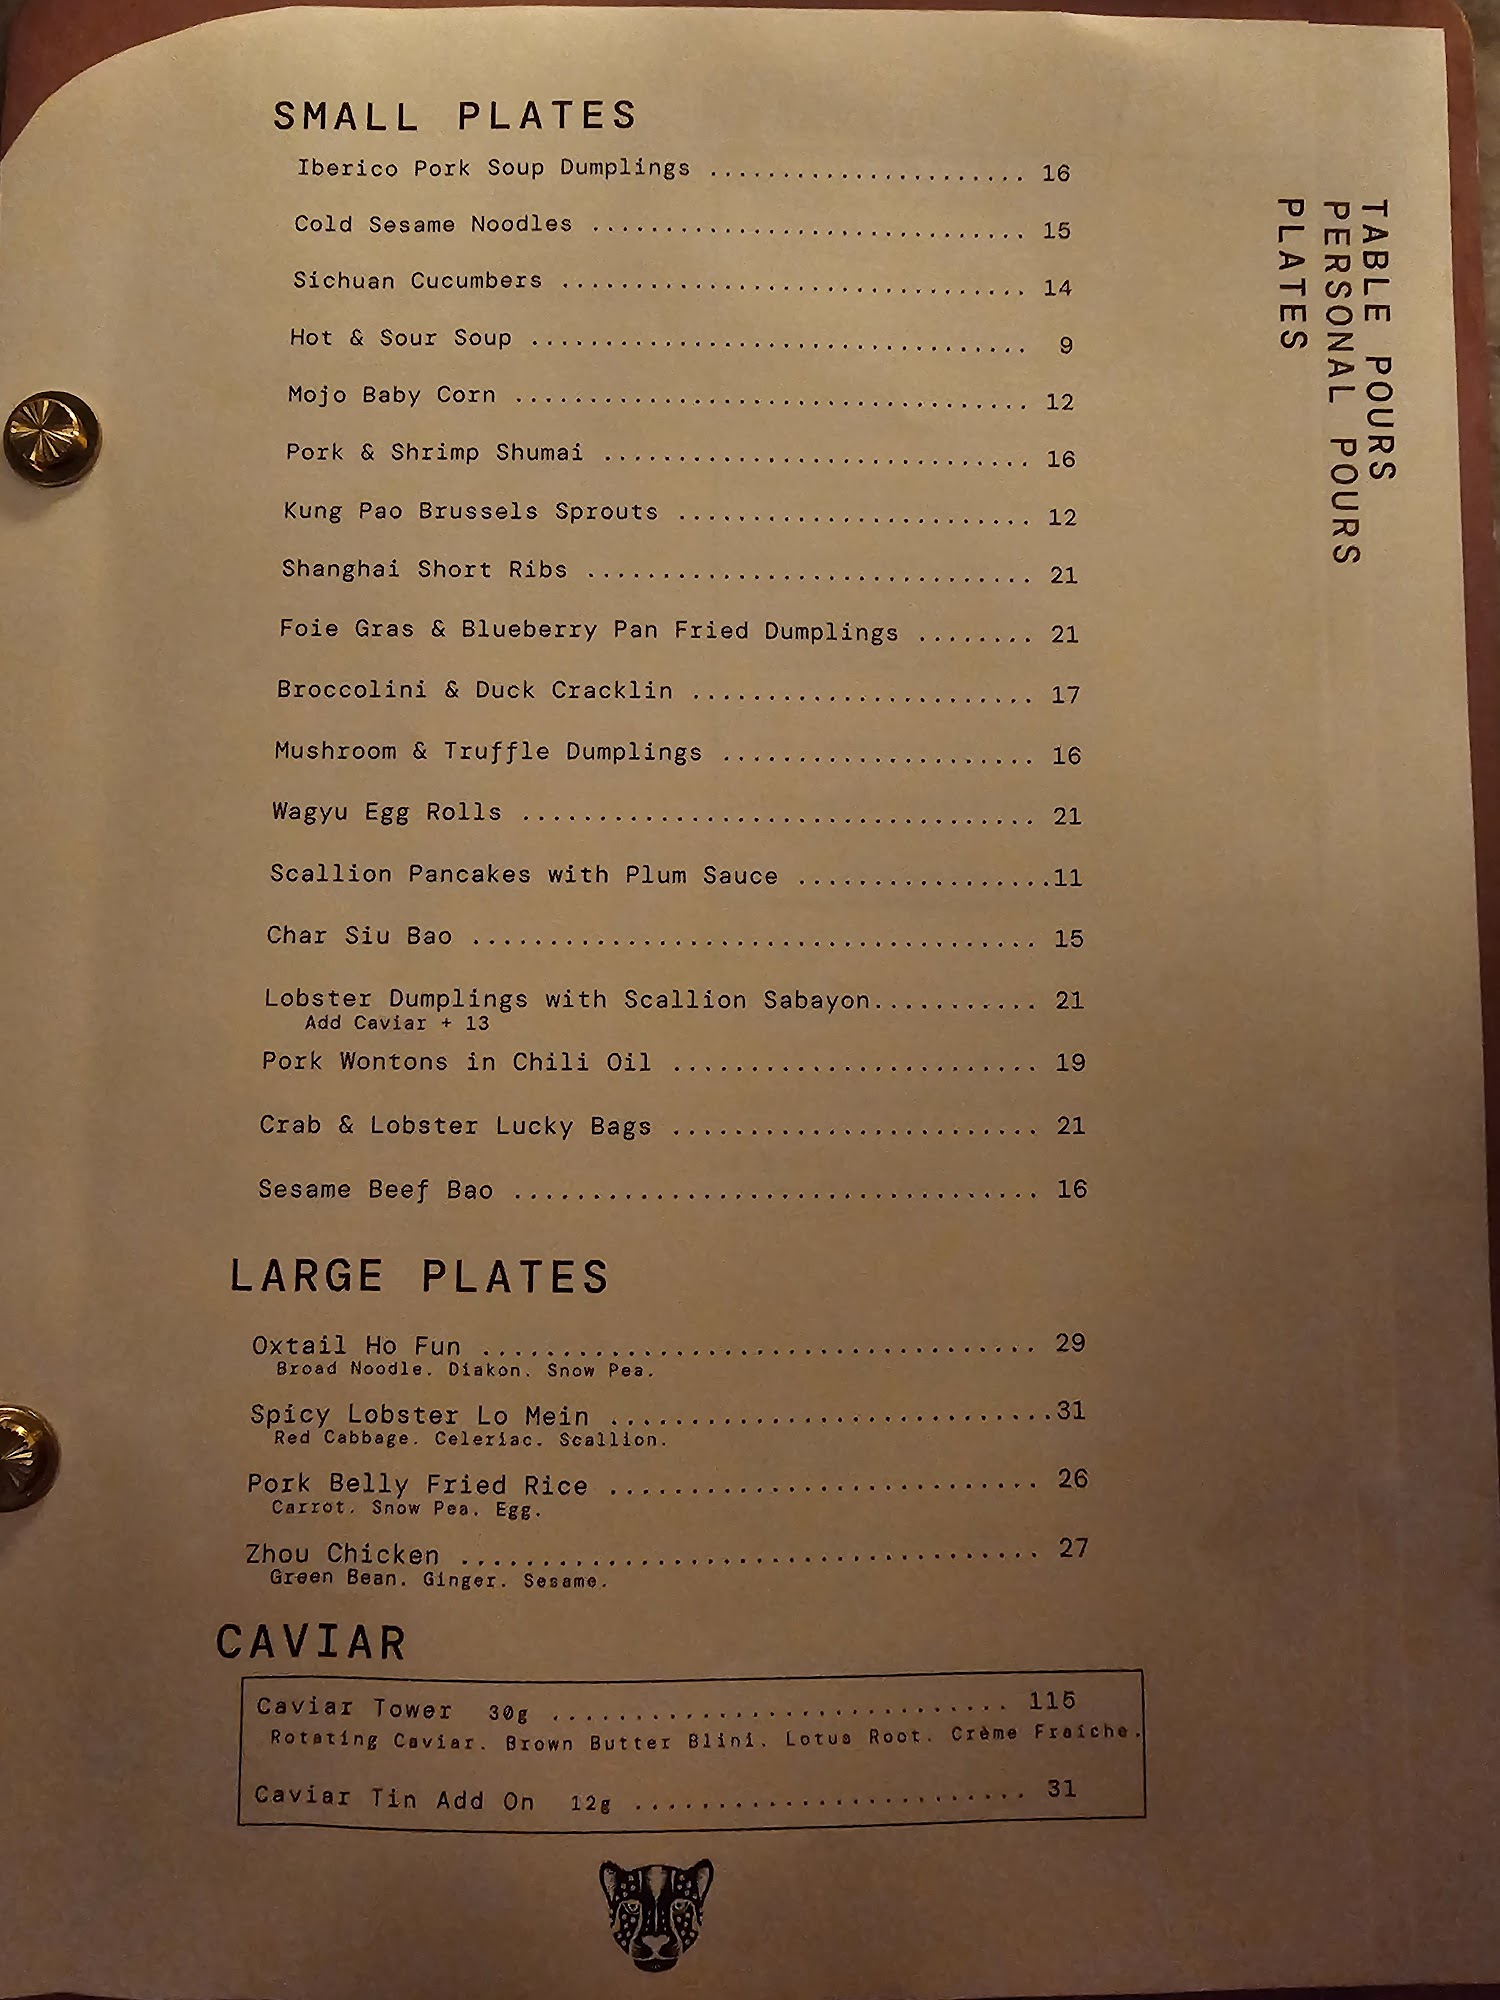 SMALL PLATES
Iberico Pork Soup Dumplings ...................... 16
Cold Sesame Noodles .............................. 15
Sichuan Cucumbers ................................ 14
Hot & Sour Soup .................................. 9
Mojo Baby Corn ................................... 12
Pork & Shrimp Shumai ............................. 16
Kung Pao Brussels Sprouts ........................ 12
Shanghai Short Ribs .............................. 21
Foie Gras & Blueberry Pan Fried Dumplings ........ 21
Broccolini & Duck Cracklin ....................... 17
Mushroom & Truffle Dumplings ..................... 16
Wagyu Egg Rolls .................................. 21
Scallion Pancakes with Plum Sauce .................11
Char Siu Bao ..................................... 15
Lobster Dumplings with Scallion Sabayon........... 21
Add Caviar + 13
Pork Wontons in Chili Oil ........................ 19
Crab & Lobster Lucky Bags ........................ 21
Sesame Beef Bao .................................. 16
LARGE PLATES
Oxtail Ho Fun .................................. 29
Broad Noodle. Diakon. Snow Pea.
Spicy Lobster Lo Mein ............................31
Red Cabbage. Celeriac. Scallion.
Pork Belly Fried Rice ........................... 26
Carrot. Snow Pea. Egg.
Zhou Chicken .................................... 27
Green Bean. Ginger. Sesame.
CAVIAR
Caviar Tower 30g ............................ 115
Rotating Caviar. Brown Butter Blini. Lotus Root. Crème Fraîche.
Caviar Tin Add On 12g ........................ 31
TABLE POURS
PERSONAL POURS
PLATES